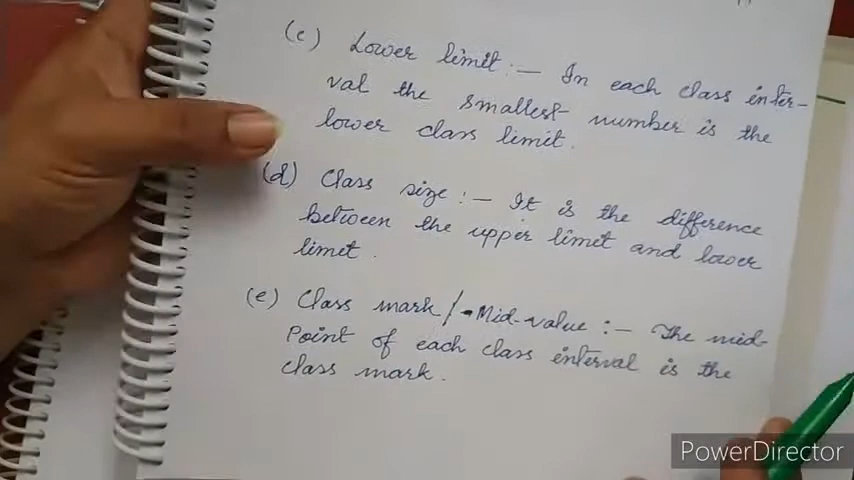 (c) Lower limit :— In each class inter-
val the smallest number is the
lower class limit.
(d) Class size :— It is the difference
between the upper limit and lower
limit.
(e) Class mark / Mid-value :— The mid-
Point of each class interval is the
class mark.
PowerDirector